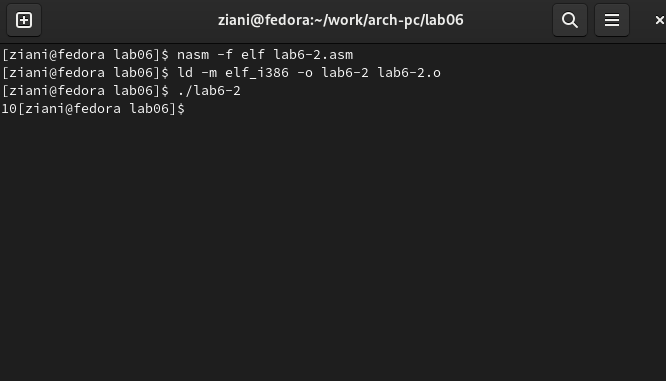 ziani@fedora:~/work/arch-pc/lab06
[ziani@fedora lab06]$ nasm -f elf lab6-2.asm
[ziani@fedora lab06]$ ld -m elf_i386 -o lab6-2 lab6-2.o
[ziani@fedora lab06]$ ./lab6-2
10[ziani@fedora lab06]$